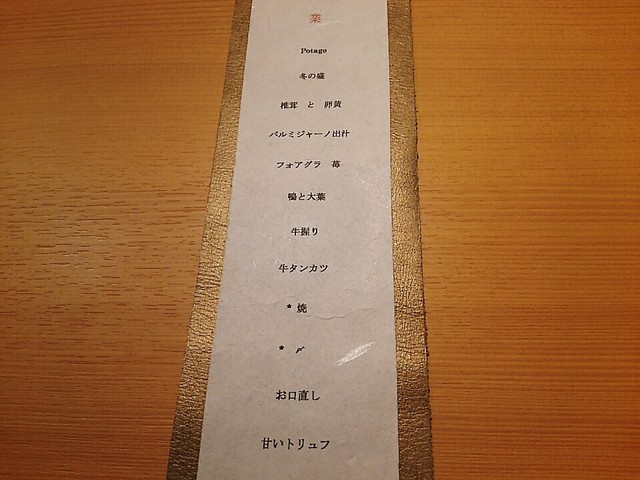 業
Potage
冬の盛
椎茸 と 卵黄
パルミジャーノ出汁
フォアグラ 苺
鴨と大葉
牛握り
牛タンカツ
* 焼
* 〆
お口直し
甘いトリュフ